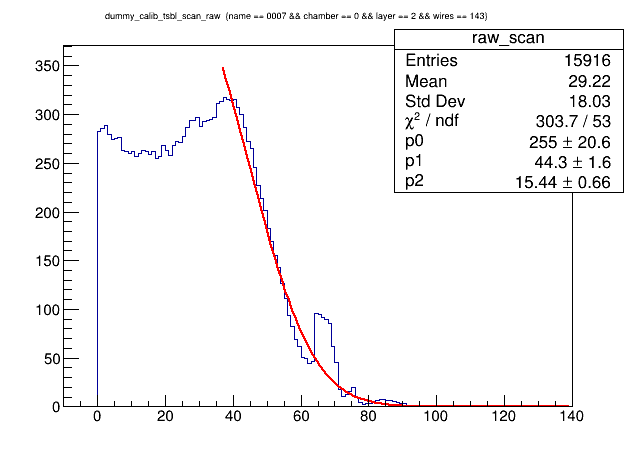 dummy_calib_tsbl_scan_raw (name == 0007 && chamber == 0 && layer == 2 && wires == 143)
raw_scan
Entries 15916
Mean 29.22
Std Dev 18.03
χ² / ndf 303.7 / 53
p0 255 ± 20.6
p1 44.3 ± 1.6
p2 15.44 ± 0.66
350
300
250
200
150
100
50
0
0 20 40 60 80 100 120 140